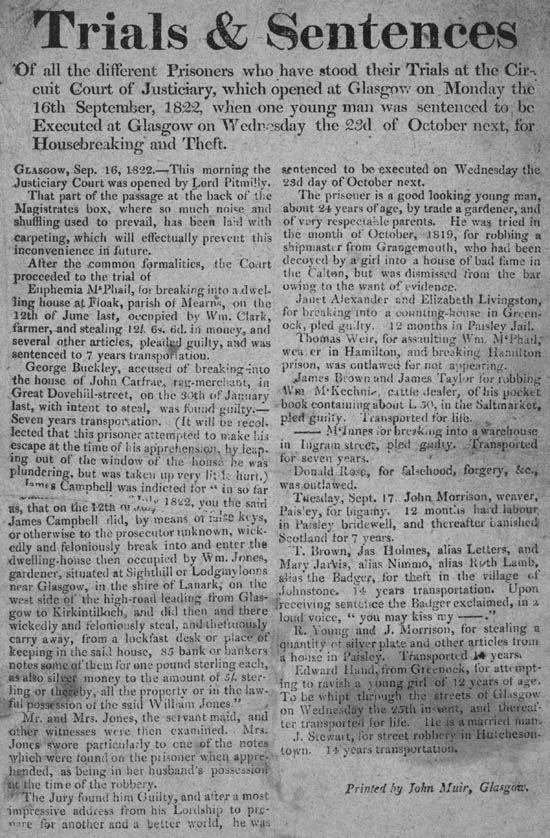 Trials & Sentences
Of all the different Prisoners who have stood their Trials at the Cir-
cuit Court of Justiciary, which opened at Glasgow on Monday the
16th September, 1822, when one young man was sentenced to be
Executed at Glasgow on Wednesday the 23d of October next, for
Housebreaking and Theft.
GLASGOW, Sep. 16, 1822.—This morning the
Justiciary Court was opened by Lord Pitmilly.
That part of the passage at the back of the
Magistrates box, where so much noise and
shuffling used to prevail, has been laid with
carpeting, which will effectually prevent this
inconvenience in future.
After the common formalities, the Court
proceeded to the trial of
Euphemia McPhail, for breaking into a dwel-
ling house at Floak, parish of Mearns, on the
12th of June last, occupied by Wm. Clark,
farmer, and stealing 12l. 6s. 6d. in money, and
several other articles, pleaded guilty, and was
sentenced to 7 years transportation.
George Buckley, accused of breaking into
the house of John Carfrae, rag-merchant, in
Great Dovehill-street, on the 30th of January
last, with intent to steal, was found guilty.—
Seven years transportation. (It will be recol-
lected that this prisoner attempted to make his
escape at the time of his apprehension, by leap-
ing out of the window of the house he was
plundering, but was taken up very little hurt.)
James Campbell was indicted for " in so far
as, that on the 12th of July 1822, you the said
James Campbell did, by means of false keys,
or otherwise to the prosecutor unknown, wick-
edly and feloniously break into and enter the
dwelling-house then occupied by Wm. Jones,
gardener, situated at Sighthill or Lodgmyloons
near Glasgow, in the shire of Lanark, on the
west side of the high-road leading from Glas-
gow to Kirkintilloch, and did then and there
wickedly and feloniously steal, and theftuously
carry away, from a lockfast desk or place of
keeping in the said house, 85 bank or bankers
notes some of them for one pound sterling each,
as also silver money to the amount of 5l. ster-
ling or thereby, all the property or in the law-
ful possession of the said William Jones."
Mr. and Mrs. Jones, the servant maid, and
other witnesses were then examined. Mrs.
Jones swore particularly to one of the notes
which were found on the prisoner when appre-
hended, as being in her husband's possession
at the time of the robbery.
The Jury found him Guilty, and after a most
impressive address from his Lordship to pre-
pare for another and a better world, he was
sentenced to be executed on Wednesday the
23d day of October next.
The prisoner is a good looking young man,
about 24 years of age, by trade a gardener, and
of very respectable parents. He was tried in
the month of October, 1819, for robbing a
shipmaster from Grangemouth, who had been
decoyed by a girl into a house of bad fame in
the Calton, but was dismissed from the bar
owing to the want of evidence.
Janet Alexander and Elizabeth Livingston,
for breaking into a counting-house in Green-
ock, pled guilty. 12 months in Paisley Jail.
Thomas Weir, for assaulting Wm. McPhail,
weaver in Hamilton, and breaking Hamilton
prison, was outlawed for not appearing.
James Brown and James Taylor for robbing
Wm McKechnie, cattle dealer, of his pocket
book containing about L.50, in the Saltmarket,
pled guilty. Transported for life.
—— McInnes for breaking into a warehouse
in Ingram street, pled guilty. Transported
for seven years.
Donald Rose, for falsehood, forgery, &c.,
was outlawed.
Tuesday, Sept. 17. John Morrison, weaver,
Paisley, for bigamy. 12 months hard labour
in Paisley bridewell, and thereafter banished
Scotland for 7 years.
T. Brown, Jas Holmes, alias Letters, and
Mary Jarvis, alias Nimmo, alias Ruth Lamb,
alias the Badger, for theft in the village of
Johnstone. 14 years transportation. Upon
receiving sentence the Badger exclaimed, in a
loud voice, " you may kiss my ——."
R. Young and J. Morrison, for stealing a
quantity of silver plate and other articles from
a house in Paisley. Transported 14 years.
Edward Hand, from Greenock, for attempt-
ing to ravish a young girl of 12 years of age.
To be whipt through the streets of Glasgow
on Wednesday the 25th instant, and thereaf-
ter transported for life. He is a married man.
J. Stewart, for street robbery in Hutcheson-
town. 14 years transportation.
Printed by John Muir, Glasgow.